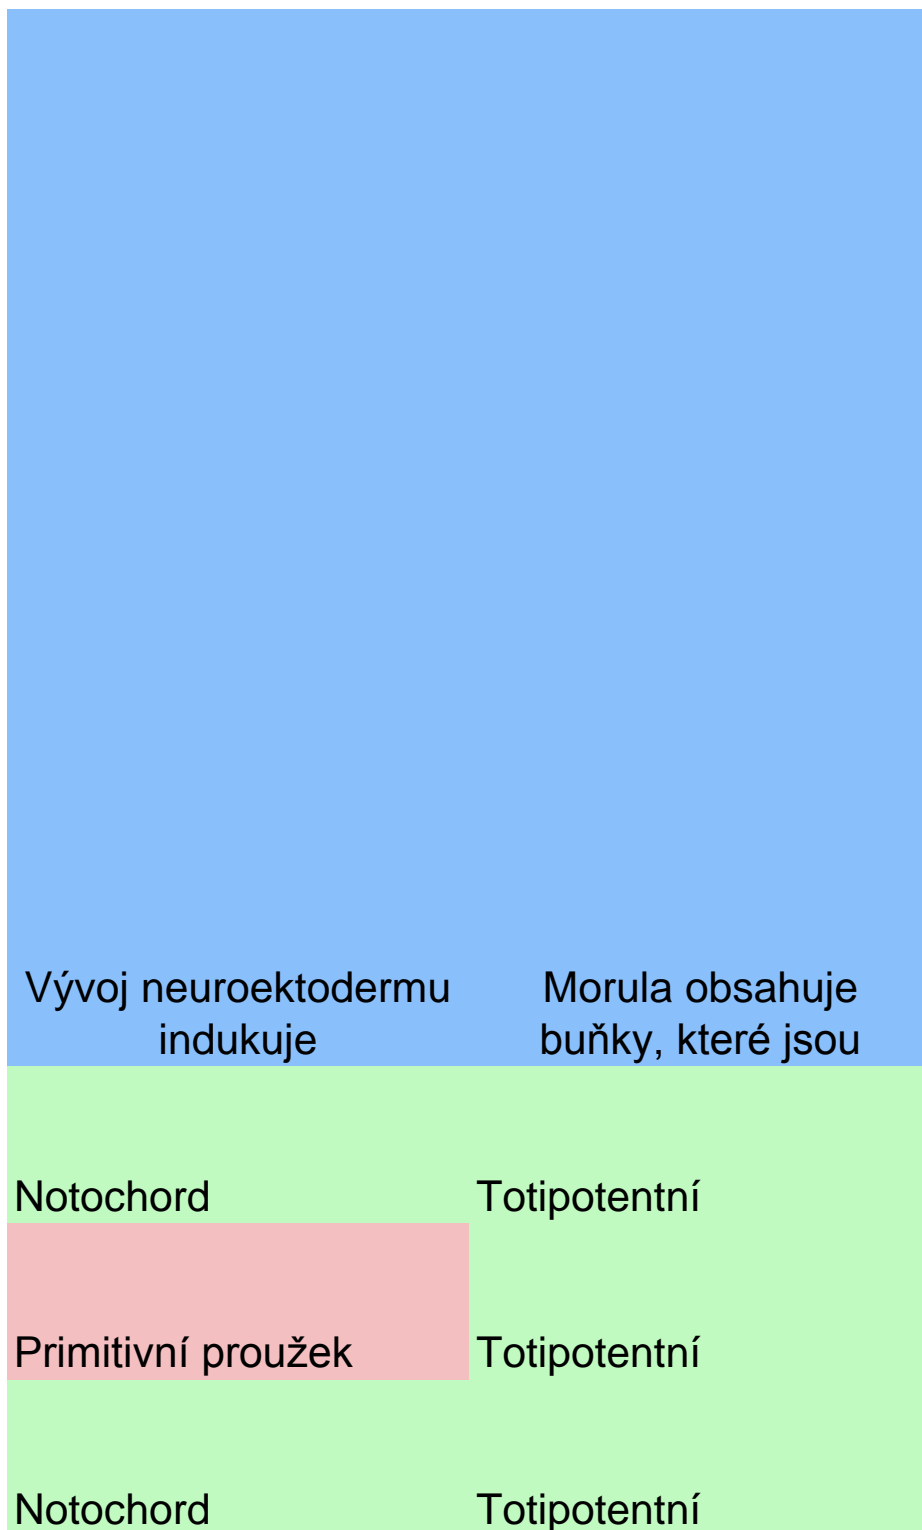 Vývoj neuroektodermu
indukuje
Morula obsahuje
buňky, které jsou
Notochord
Totipotentní
Primitivní proužek
Totipotentní
Notochord
Totipotentní